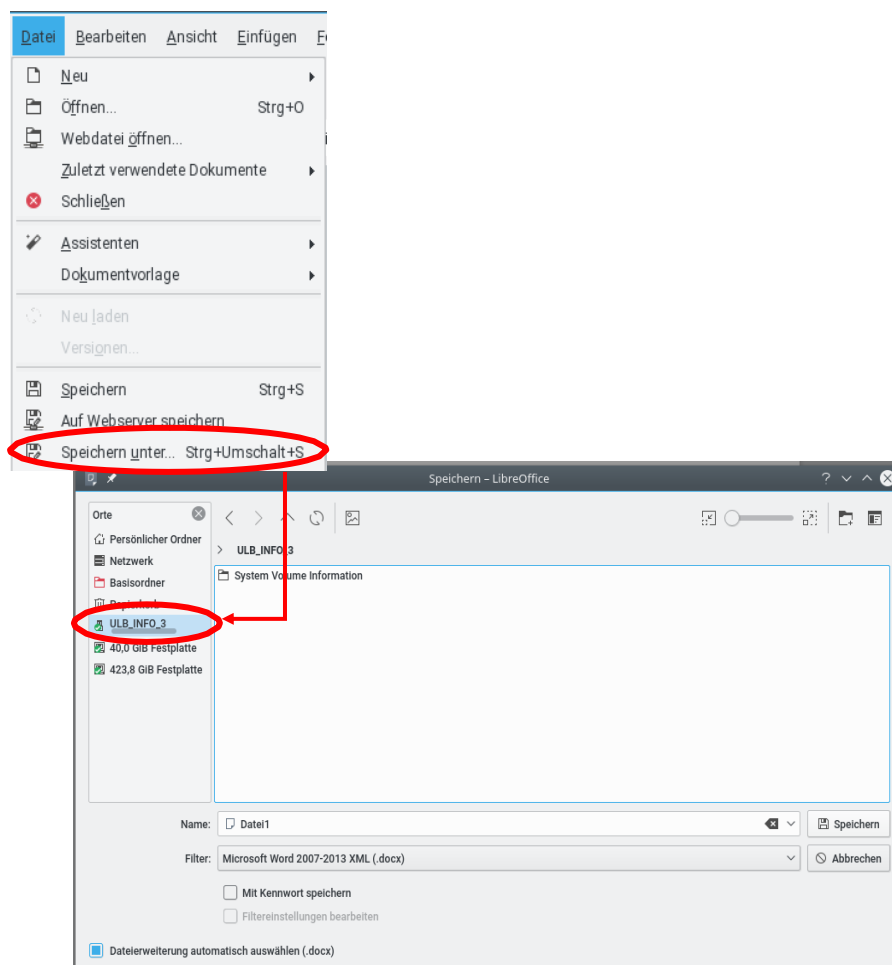 Datei Bearbeiten Ansicht Einfügen
Neu
Öffnen... Strg+O
Webdatei öffnen...
Zuletzt verwendete Dokumente
Schließen
Assistenten
Dokumentvorlage
Neu laden
Versionen...
Speichern Strg+S
Auf Webserver speichern
Speichern unter... Strg+Umschalt+S
Speichern – LibreOffice
Orte
Persönlicher Ordner
Netzwerk
Basisordner
Papierkorb
ULB_INFO_3
40,0 GiB Festplatte
423,8 GiB Festplatte
ULB_INFO_3
System Volume Information
Name: Datei1 Speichern
Filter: Microsoft Word 2007-2013 XML (.docx) Abbrechen
Mit Kennwort speichern
Filtereinstellungen bearbeiten
Dateierweiterung automatisch auswählen (.docx)